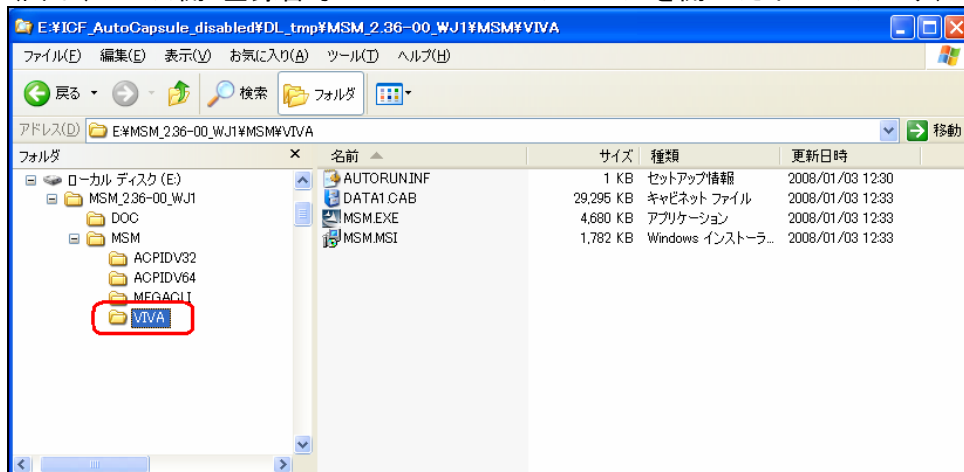 E:¥ICF_AutoCapsule_disabled¥DL_tmp¥MSM_2.36-00_WJ1¥MSM¥VIVA
ファイル(F) 編集(E) 表示(V) お気に入り(A) ツール(T) ヘルプ(H)
戻る 検索 フォルダ
アドレス(D) E:¥MSM_2.36-00_WJ1¥MSM¥VIVA 移動
フォルダ × 名前 サイズ 種類 更新日時
ローカル ディスク (E:)
MSM_2.36-00_WJ1
DOC
MSM
ACPIDV32
ACPIDV64
MEGACLI
VIVA
AUTORUN.INF 1 KB セットアップ情報 2008/01/03 12:30
DATA1.CAB 29,295 KB キャビネット ファイル 2008/01/03 12:33
MSM.EXE 4,680 KB アプリケーション 2008/01/03 12:33
MSM.MSI 1,782 KB Windows インストーラ... 2008/01/03 12:33